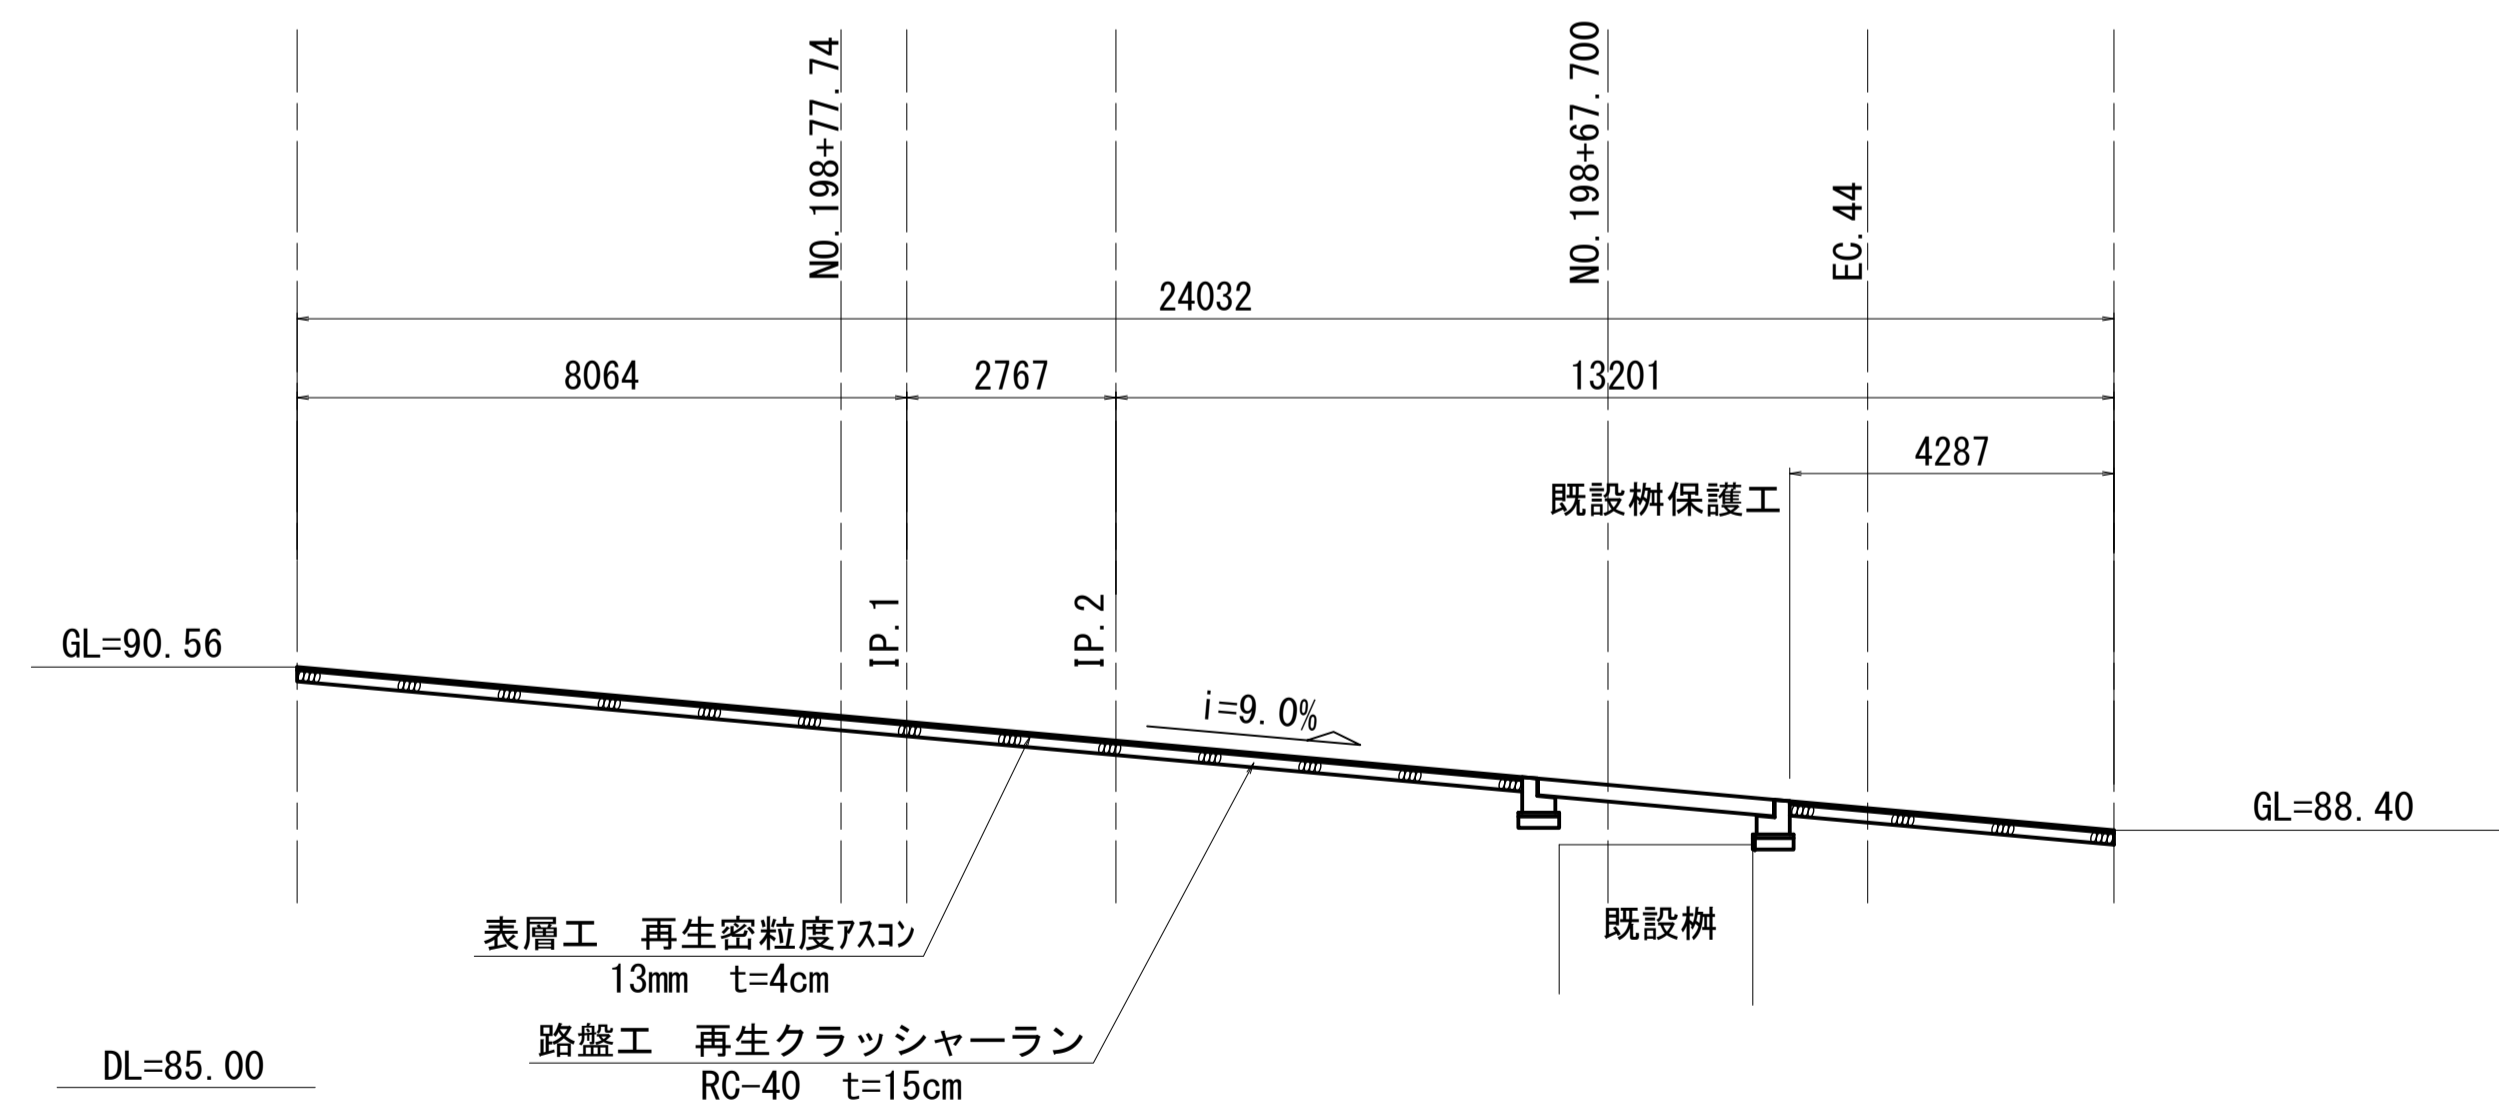 NO.198+77.74
NO.198+67.700
EC.44
24032
8064
2767
13201
4287
既設桝保護工
IP.1
IP.2
GL=90.56
i=9.0%
GL=88.40
表層工　再生密粒度ｱｽｺﾝ
13mm　t=4cm
既設桝
路盤工　再生クラッシャーラン
RC-40　t=15cm
DL=85.00